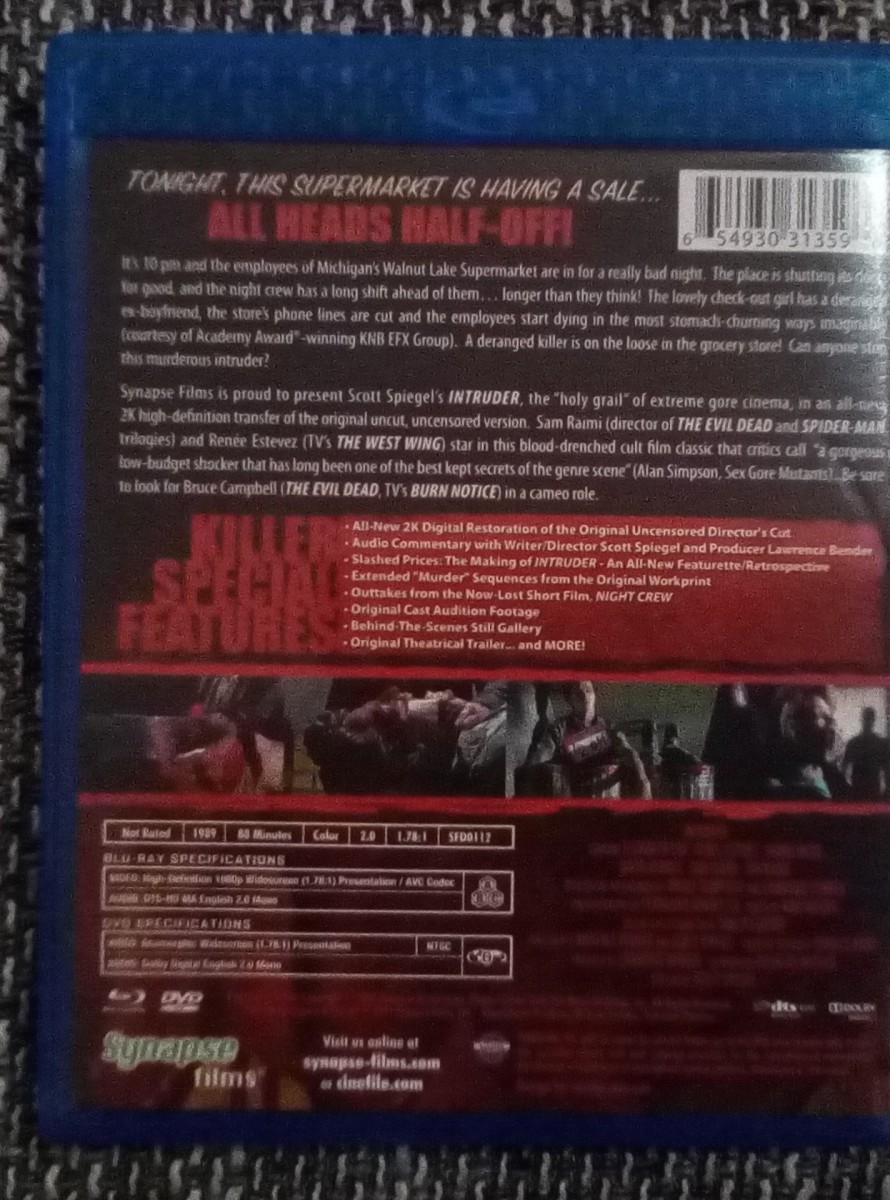 TONIGHT, THIS SUPERMARKET IS HAVING A SALE...
ALL HEADS HALF-OFF!
6 54930 31359
It's 10 pm and the employees of Michigan's Walnut Lake Supermarket are in for a really bad night. The place is shutting its
for good, and the night crew has a long shift ahead of them... longer than they think! The lovely check-out girl has a
ex-boyfriend, the store's phone lines are cut and the employees start dying in the most stomach-churning ways
(courtesy of Academy Award®-winning KNB EFX Group). A deranged killer is on the loose in the grocery store! Can anyone stop
this murderous intruder?
Synapse Films is proud to present Scott Spiegel's INTRUDER, the "holy grail" of extreme gore cinema, in an all-new
2K high-definition transfer of the original uncut, uncensored version. Sam Raimi (director of THE EVIL DEAD and SPIDER-MAN
trilogies) and Renée Estevez (TV's THE WEST WING) star in this blood-drenched cult film classic that critics call "a gorgeous
low-budget shocker that has long been one of the best kept secrets of the genre scene" (Alan Simpson, Sex Gore Mutants). Be sure
to look for Bruce Campbell (THE EVIL DEAD, TV's BURN NOTICE) in a cameo role.
KILLER
SPECIAL
FEATURES
• All-New 2K Digital Restoration of the Original Uncensored Director's Cut
• Audio Commentary with Writer/Director Scott Spiegel and Producer Lawrence Bender
• Slashed Prices: The Making of INTRUDER - An All-New Featurette/Retrospective
• Extended "Murder" Sequences from the Original Workprint
• Outtakes from the Now-Lost Short Film, NIGHT CREW
• Original Cast Audition Footage
• Behind-The-Scenes Still Gallery
• Original Theatrical Trailer... and MORE!
Not Rated 1989 88 Minutes Color 2.0 1.78:1 SFD0117
BLU-RAY SPECIFICATIONS
VIDEO: High-Definition 1080p Widescreen (1.78:1) Presentation / AVC Codec
AUDIO: DTS-HD MA English 2.0 Mono
DVD SPECIFICATIONS
VIDEO: Anamorphic Widescreen (1.78:1) Presentation NTSC
AUDIO: Dolby Digital English 2.0 Mono
DVD
dts
DOLBY
Synapse
films
Visit us online at
synapse-films.com
or cinefile.com